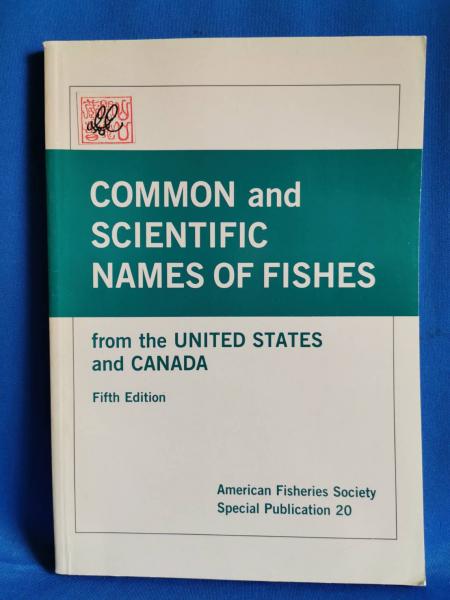 COMMON and
SCIENTIFIC
NAMES OF FISHES
from the UNITED STATES
and CANADA
Fifth Edition
American Fisheries Society
Special Publication 20